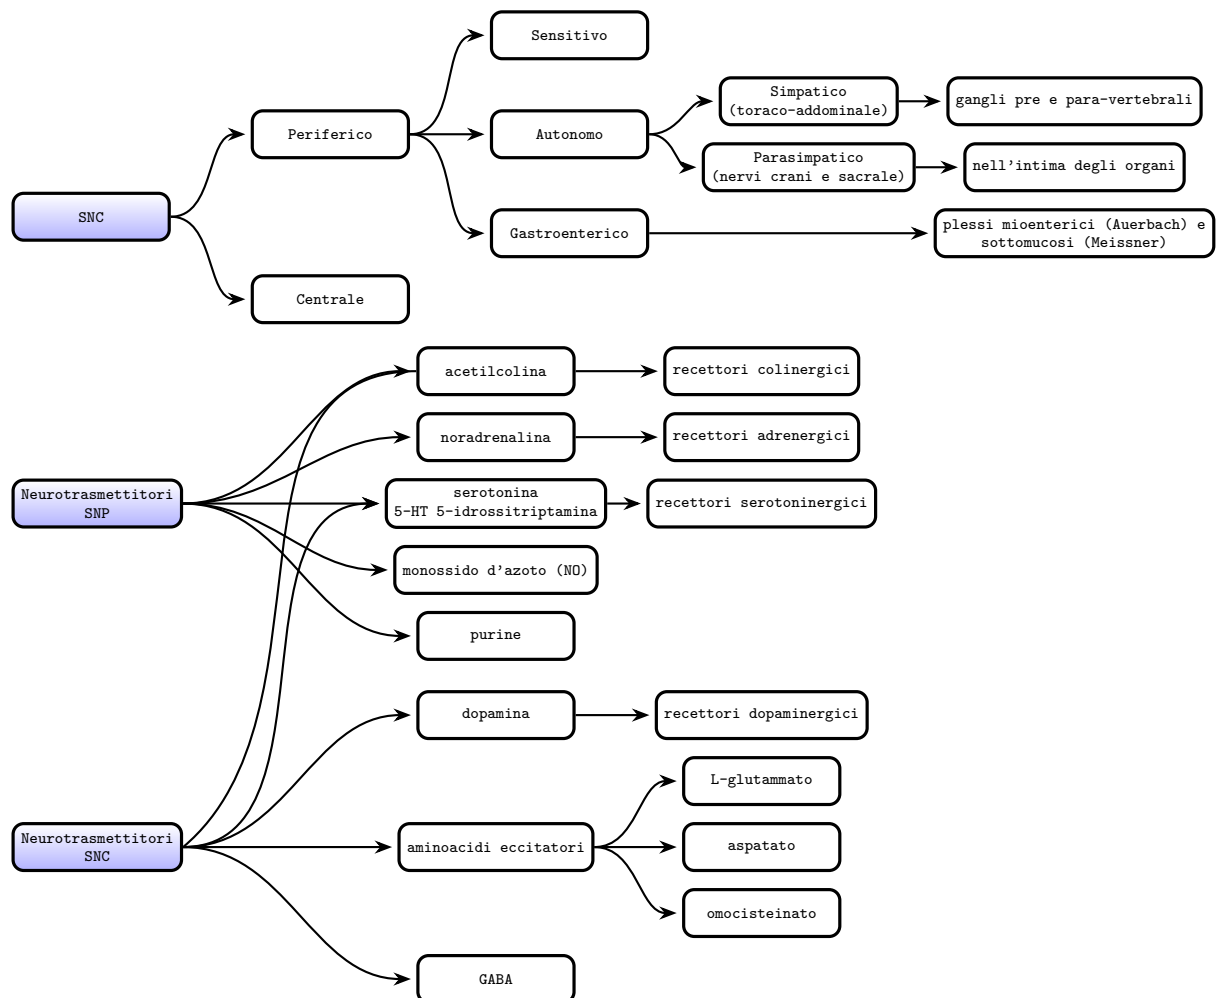 Sensitivo
Simpatico
(toraco-addominale)
gangli pre e para-vertebrali
Periferico
Autonomo
Parasimpatico
(nervi crani e sacrale)
nell'intima degli organi
SNC
Gastroenterico
plessi mioenterici (Auerbach) e
sottomucosi (Meissner)
Centrale
acetilcolina
recettori colinergici
noradrenalina
recettori adrenergici
Neurotrasmettitori
SNP
serotonina
5-HT 5-idrossitriptamina
recettori serotoninergici
monossido d'azoto (NO)
purine
dopamina
recettori dopaminergici
L-glutammato
Neurotrasmettitori
SNC
aminoacidi eccitatori
aspatato
omocisteinato
GABA